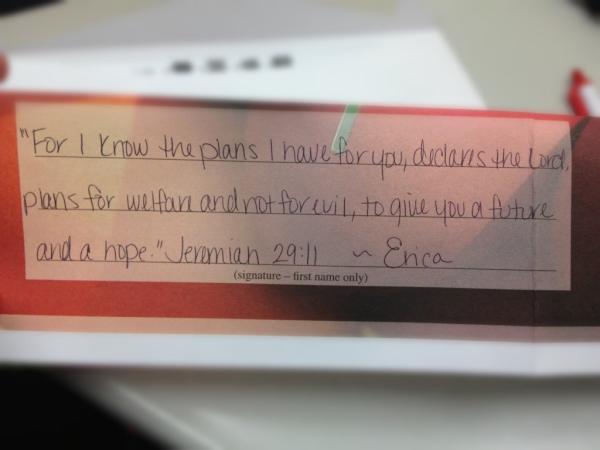 "For I know the plans I have for you, declares the Lord,
plans for welfare and not for evil, to give you a future
and a hope." Jeremiah 29:11 ~ Erica
(signature – first name only)